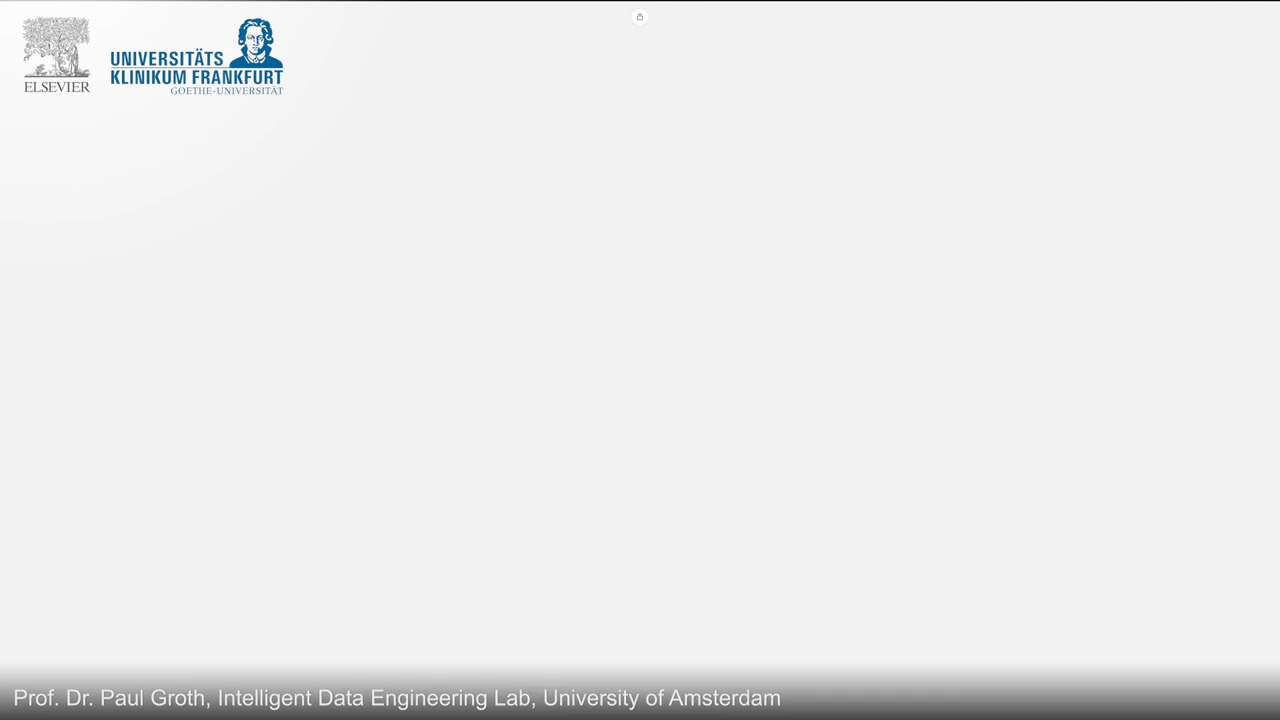 ELSEVIER
UNIVERSITÄTS
KLINIKUM FRANKFURT
GOETHE-UNIVERSITÄT
Prof. Dr. Paul Groth, Intelligent Data Engineering Lab, University of Amsterdam